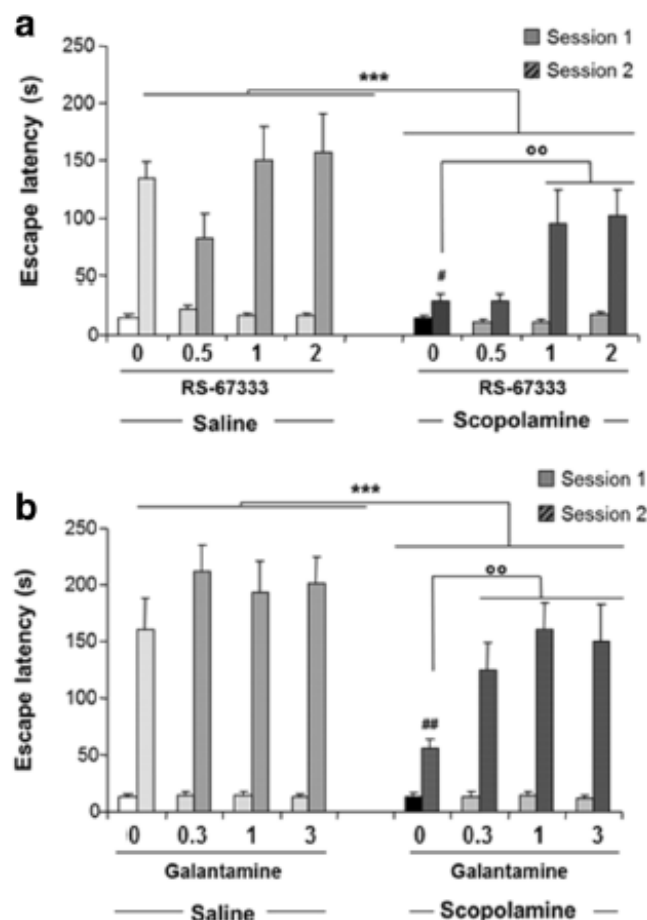 a
250
200
150
100
50
0
Escape latency (s)
Session 1
Session 2
***
°°
#
0 0.5 1 2 0 0.5 1 2
RS-67333 RS-67333
Saline Scopolamine
b
250
200
150
100
50
0
Escape latency (s)
Session 1
Session 2
***
°°
##
0 0.3 1 3 0 0.3 1 3
Galantamine Galantamine
Saline Scopolamine